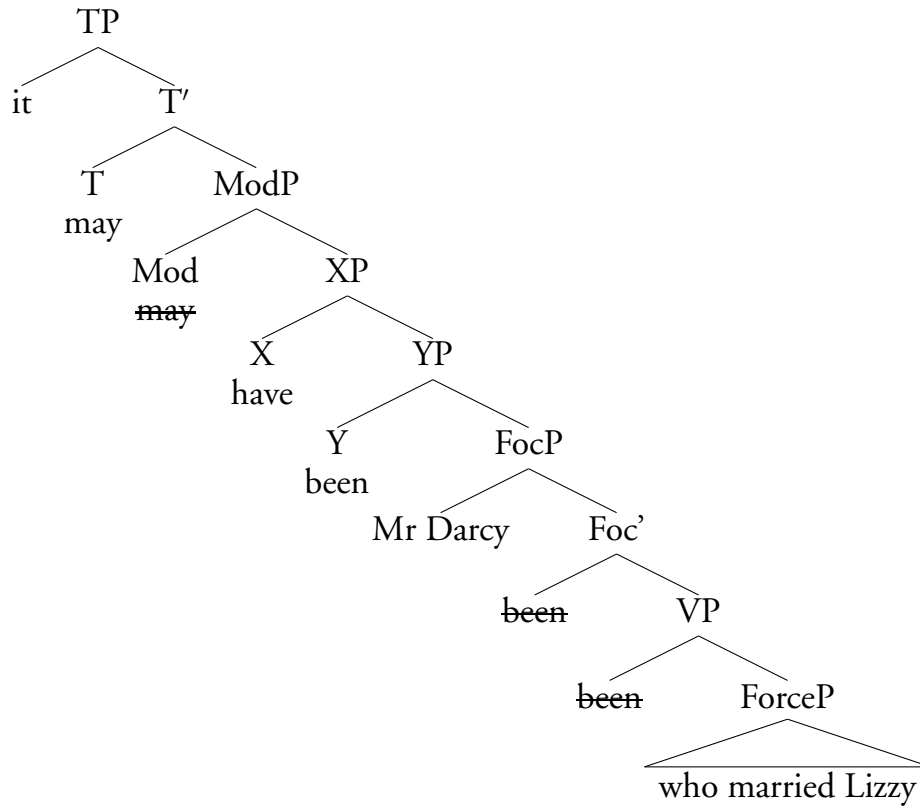 TP
it T′
T ModP
may
Mod XP
may
X YP
have
Y FocP
been
Mr Darcy Foc’
been VP
been ForceP
who married Lizzy